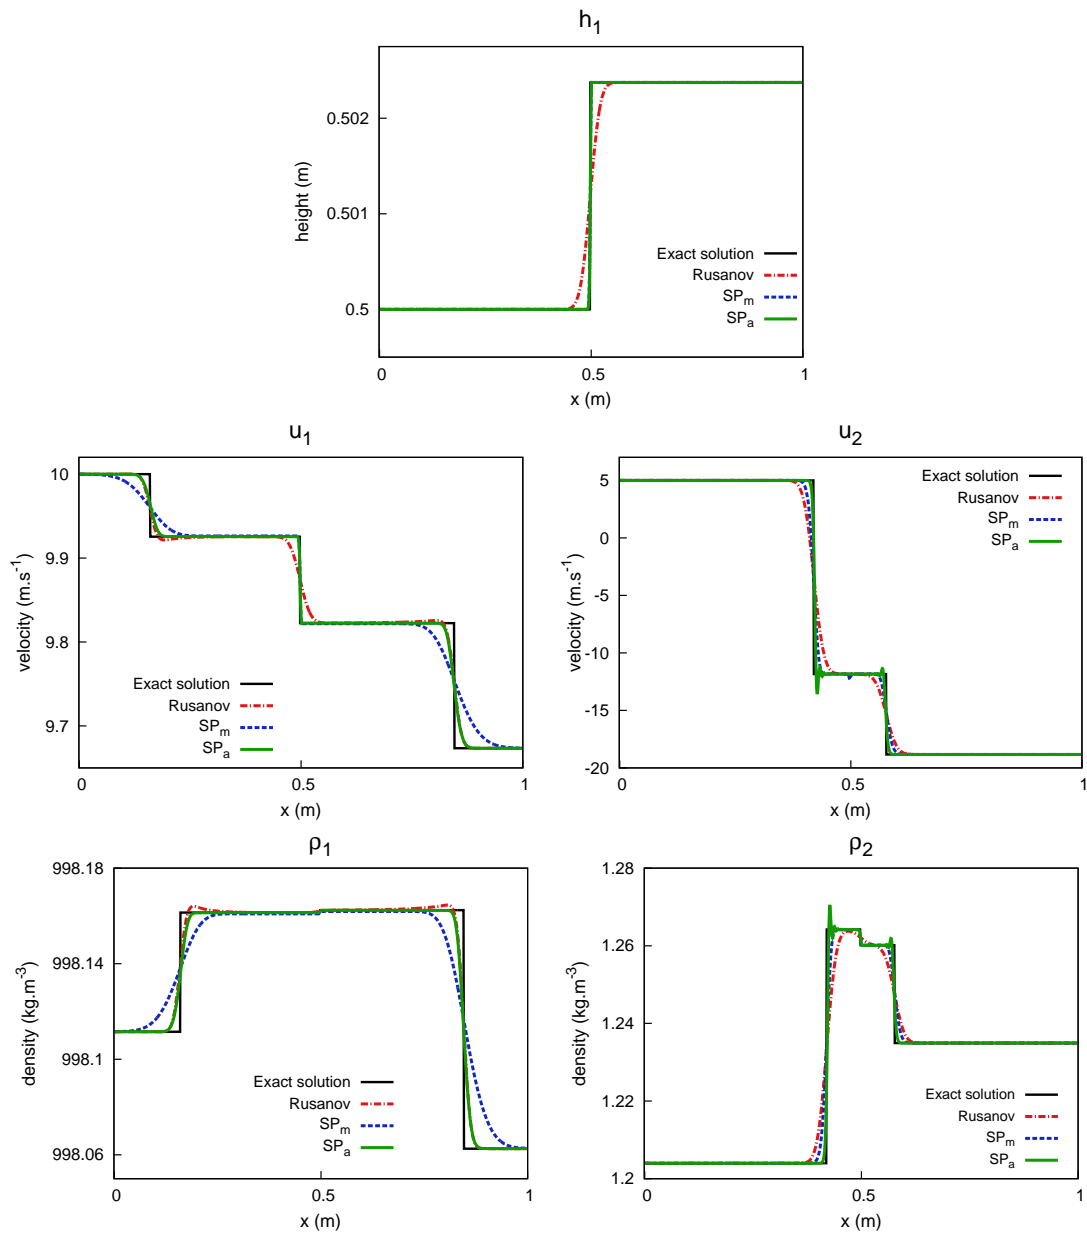 h1
height (m)
0.502
0.501
0.5
Exact solution
Rusanov
SPm
SPa
0
0.5
1
x (m)
u1
velocity (m.s-1)
10
9.9
9.8
9.7
Exact solution
Rusanov
SPm
SPa
0
0.5
1
x (m)
u2
velocity (m.s-1)
5
0
-5
-10
-15
-20
Exact solution
Rusanov
SPm
SPa
0
0.5
1
x (m)
ρ1
density (kg.m-3)
998.18
998.14
998.1
998.06
Exact solution
Rusanov
SPm
SPa
0
0.5
1
x (m)
ρ2
density (kg.m-3)
1.28
1.26
1.24
1.22
1.2
Exact solution
Rusanov
SPm
SPa
0
0.5
1
x (m)